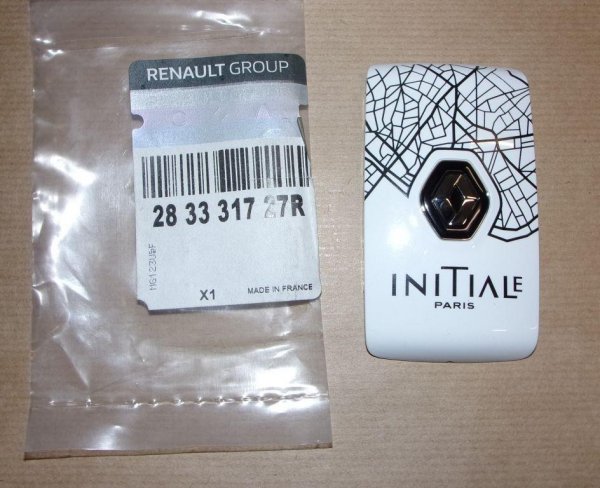 RENAULT GROUP
28 33 317 27R
X1
MADE IN FRANCE
INITIALE
PARIS